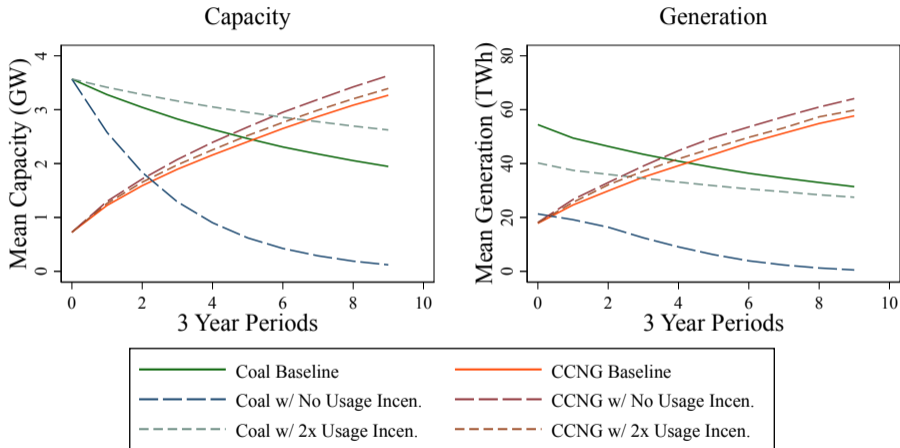 Capacity
Mean Capacity (GW)
4
3
2
1
0
0 2 4 6 8 10
3 Year Periods
Generation
Mean Generation (TWh)
80
60
40
20
0
0 2 4 6 8 10
3 Year Periods
Coal Baseline
CCNG Baseline
Coal w/ No Usage Incen.
CCNG w/ No Usage Incen.
Coal w/ 2x Usage Incen.
CCNG w/ 2x Usage Incen.